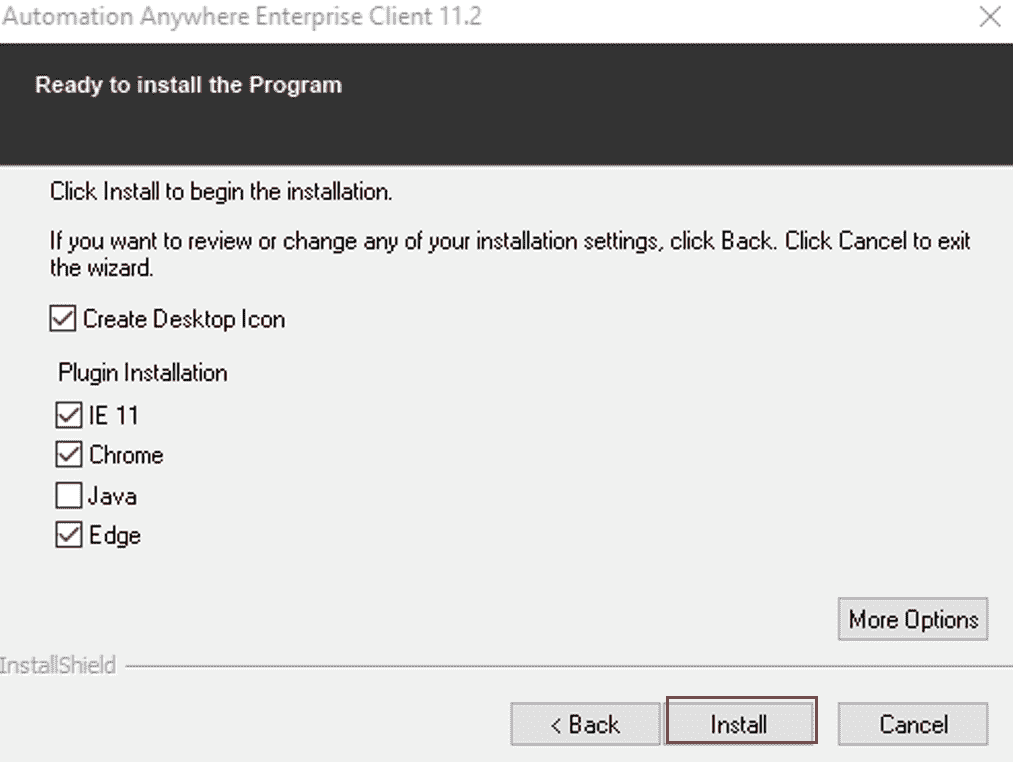 Automation Anywhere Enterprise Client 11.2
Ready to install the Program
Click Install to begin the installation.
If you want to review or change any of your installation settings, click Back. Click Cancel to exit
the wizard.
Create Desktop Icon
Plugin Installation
IE 11
Chrome
Java
Edge
More Options
InstallShield
< Back
Install
Cancel